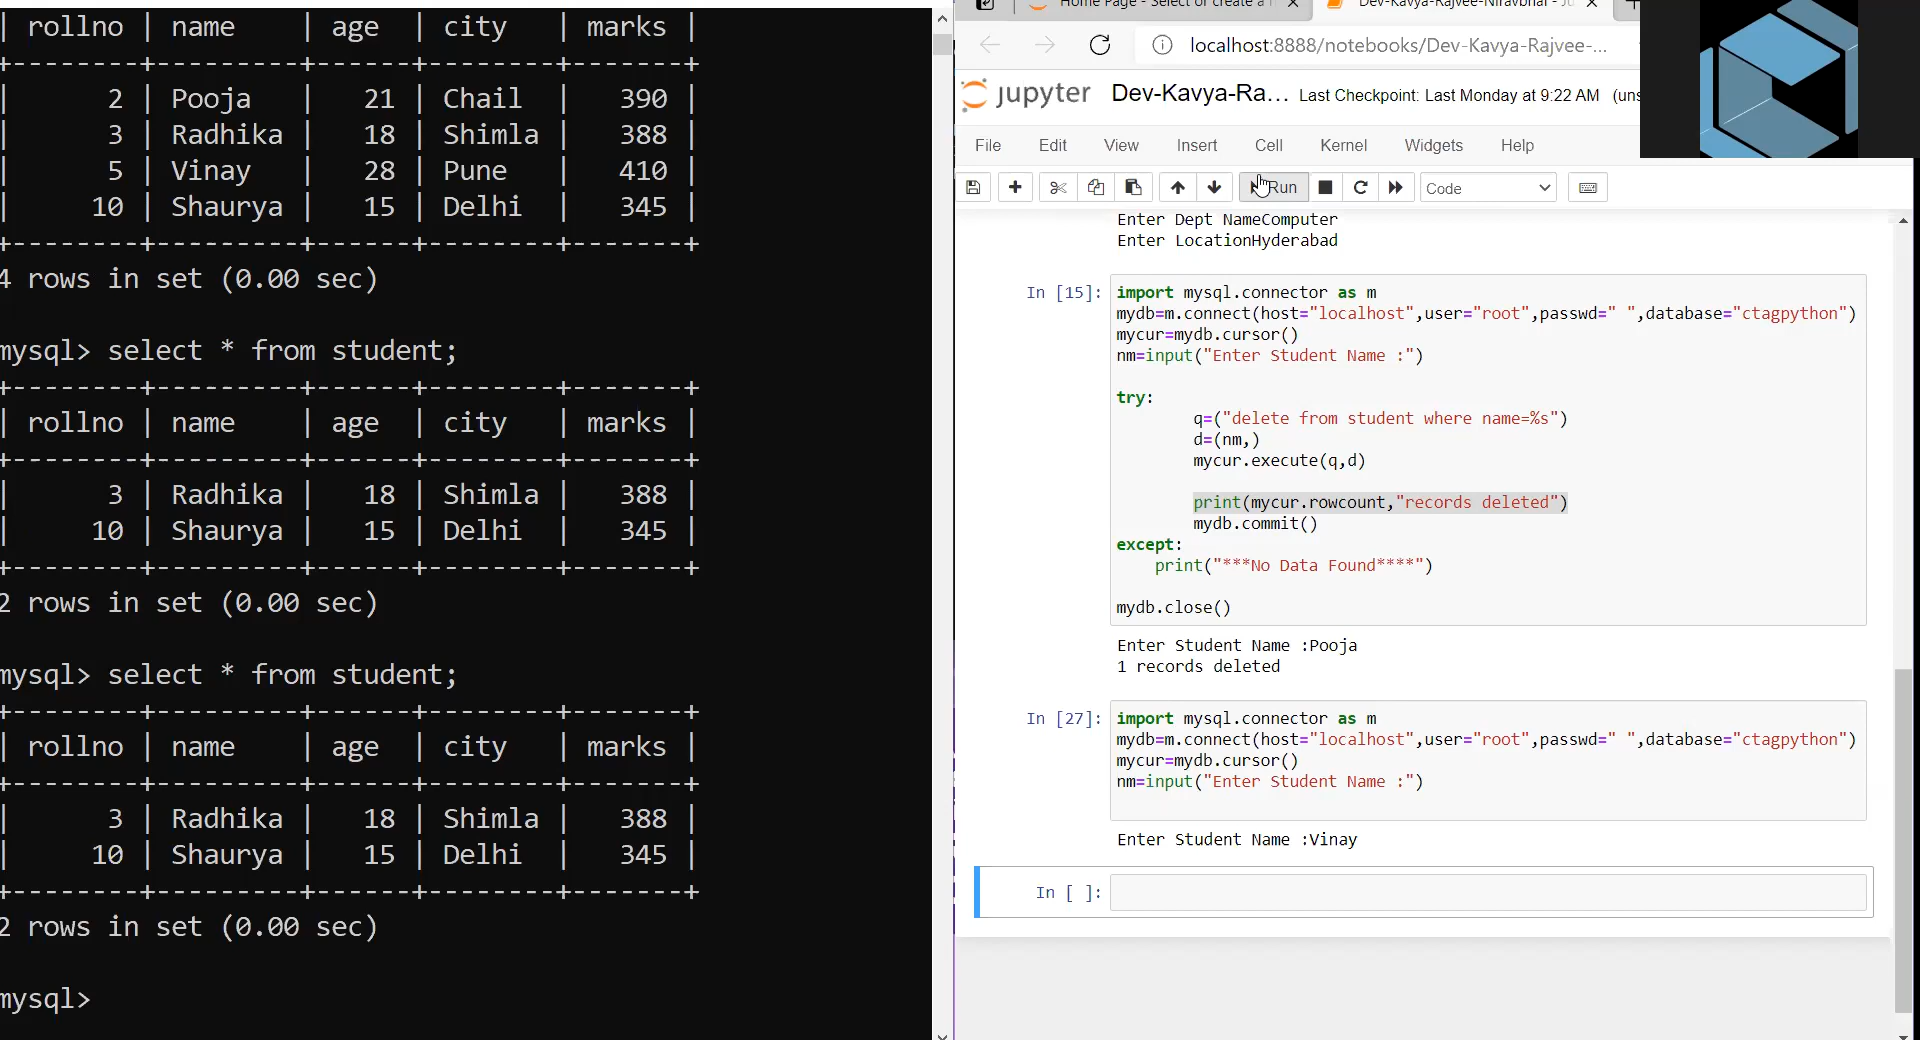 | rollno | name | age | city | marks |
+--------+---------+------+-------+-------+
| 2 | Pooja | 21 | Chail | 390 |
| 3 | Radhika | 18 | Shimla | 388 |
| 5 | Vinay | 28 | Pune | 410 |
| 10 | Shaurya | 15 | Delhi | 345 |
+--------+---------+------+-------+-------+
4 rows in set (0.00 sec)
mysql> select * from student;
+--------+---------+------+-------+-------+
| rollno | name | age | city | marks |
+--------+---------+------+-------+-------+
| 3 | Radhika | 18 | Shimla | 388 |
| 10 | Shaurya | 15 | Delhi | 345 |
+--------+---------+------+-------+-------+
2 rows in set (0.00 sec)
mysql> select * from student;
+--------+---------+------+-------+-------+
| rollno | name | age | city | marks |
+--------+---------+------+-------+-------+
| 3 | Radhika | 18 | Shimla | 388 |
| 10 | Shaurya | 15 | Delhi | 345 |
+--------+---------+------+-------+-------+
2 rows in set (0.00 sec)
mysql>
Home Page - Select or create a
Dev-Kavya-Rajvee-Niravbhai - Ju
localhost:8888/notebooks/Dev-Kavya-Rajvee-...
jupyter Dev-Kavya-Ra... Last Checkpoint: Last Monday at 9:22 AM (uns
File Edit View Insert Cell Kernel Widgets Help
Run Code
Enter Dept NameComputer
Enter LocationHyderabad
In [15]:
import mysql.connector as m
mydb=m.connect(host="localhost",user="root",passwd=" ",database="ctagpython")
mycur=mydb.cursor()
nm=input("Enter Student Name :")
try:
q=("delete from student where name=%s")
d=(nm,)
mycur.execute(q,d)
print(mycur.rowcount,"records deleted")
mydb.commit()
except:
print("***No Data Found****")
mydb.close()
Enter Student Name :Pooja
1 records deleted
In [27]:
import mysql.connector as m
mydb=m.connect(host="localhost",user="root",passwd=" ",database="ctagpython")
mycur=mydb.cursor()
nm=input("Enter Student Name :")
Enter Student Name :Vinay
In [ ]: